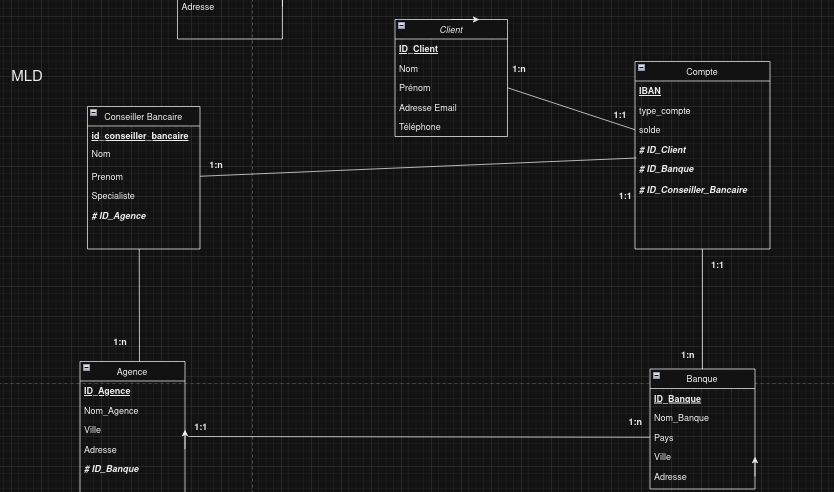 Adresse
MLD
Client
ID_Client
Nom
Prénom
Adresse Email
Téléphone
1:n
1:1
Compte
IBAN
type_compte
solde
# ID_Client
# ID_Banque
# ID_Conseiller_Bancaire
Conseiller Bancaire
id_conseiller_bancaire
Nom
Prenom
Specialiste
# ID_Agence
1:n
1:1
1:1
1:n
1:n
Agence
ID_Agence
Nom_Agence
Ville
Adresse
# ID_Banque
1:1
1:n
Banque
ID_Banque
Nom_Banque
Pays
Ville
Adresse